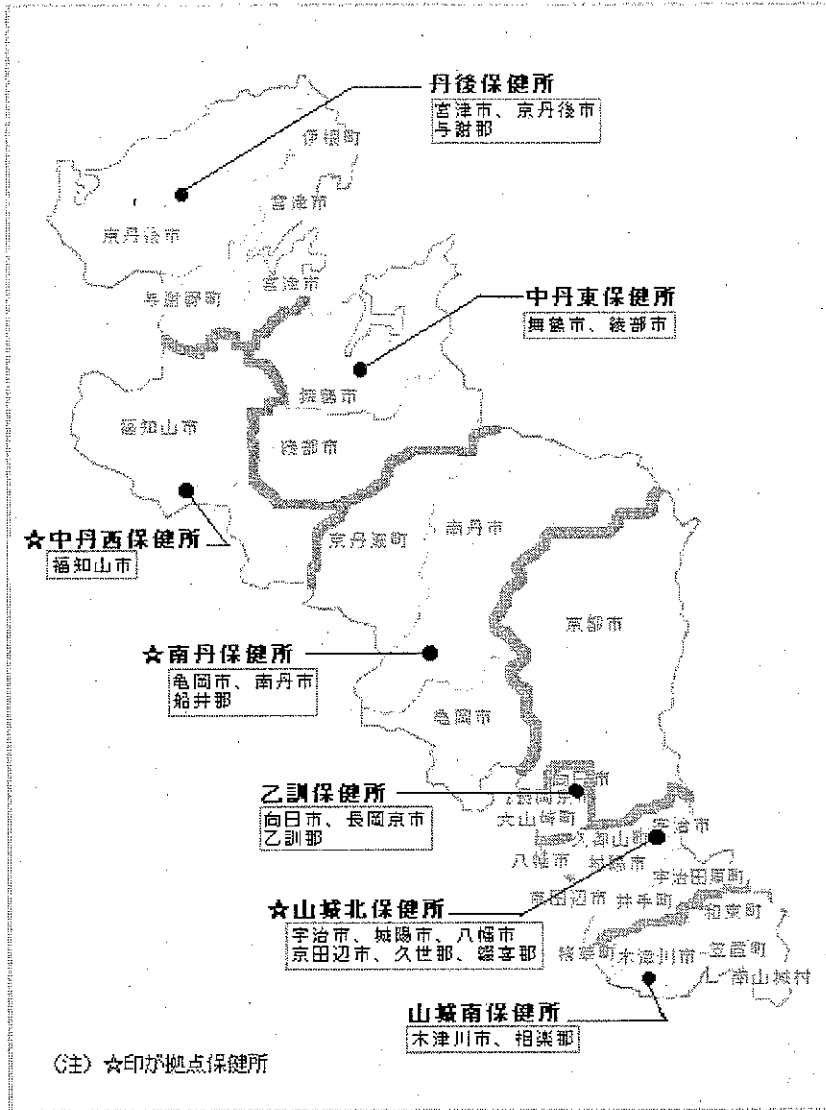 丹後保健所
宮津市、京丹後市
与謝郡
伊根町
宮津市
京丹後市
宮津市
与謝野町
中丹東保健所
舞鶴市、綾部市
舞鶴市
福知山市
綾部市
☆中丹西保健所
福知山市
京丹波町
南丹市
京都市
☆南丹保健所
亀岡市、南丹市
船井郡
亀岡市
乙訓保健所
向日市、長岡京市
乙訓郡
向日市
長岡京市
大山崎町
久御山町
宇治市
八幡市
城陽市
宇治田原町
京田辺市
井手町
和束町
☆山城北保健所
宇治市、城陽市、八幡市
京田辺市、久世郡、綴喜郡
精華町
木津川市
笠置町
南山城村
山城南保健所
木津川市、相楽郡
(注) ☆印が拠点保健所